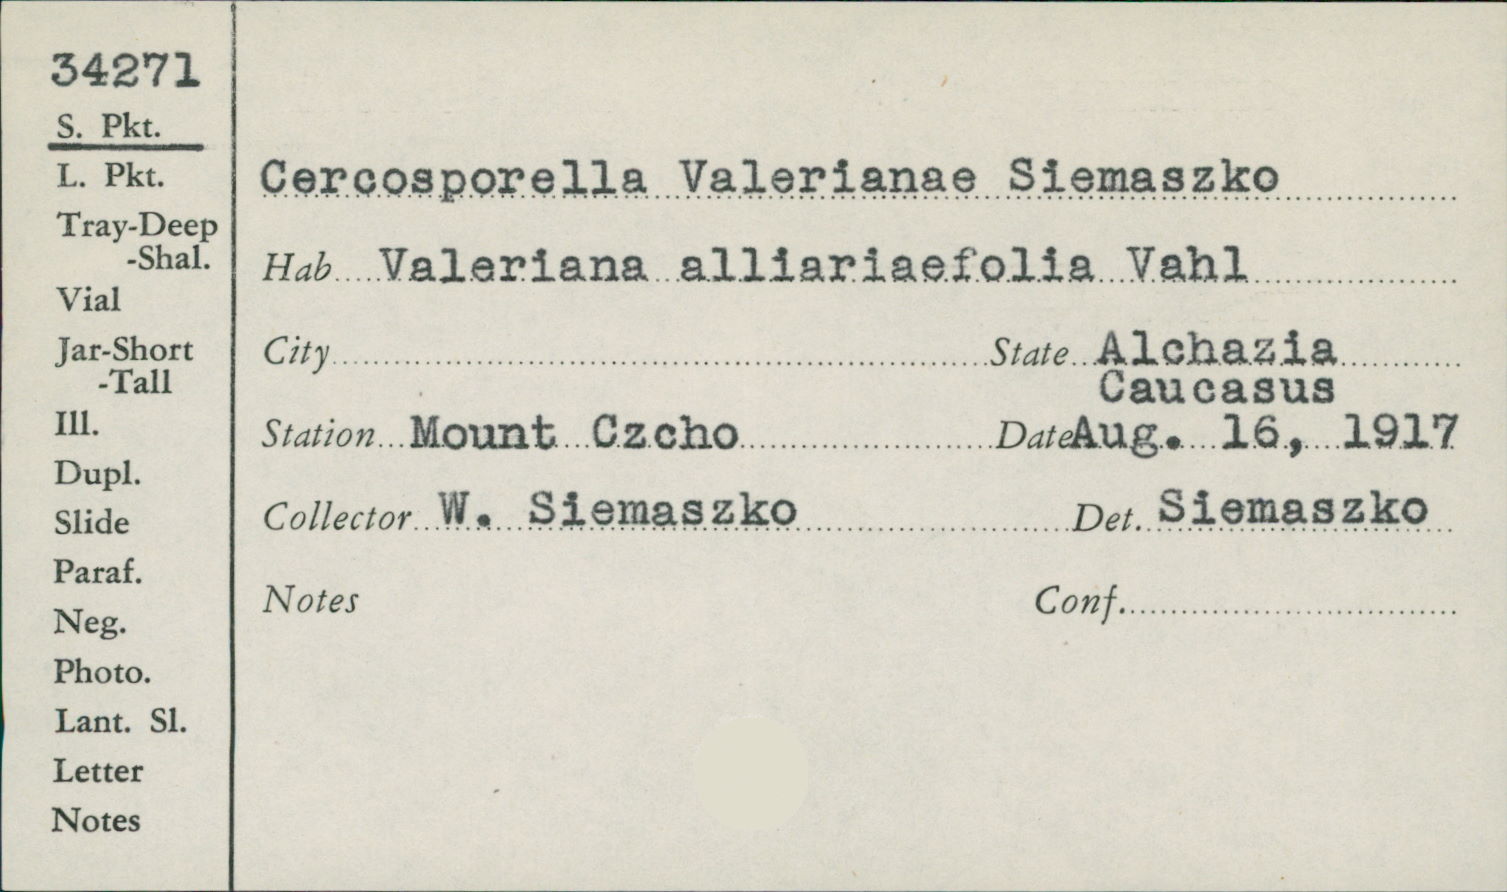 34271
S. Pkt.
L. Pkt.
Tray-Deep
-Shal.
Vial
Jar-Short
-Tall
Ill.
Dupl.
Slide
Paraf.
Neg.
Photo.
Lant. Sl.
Letter
Notes
Cercosporella Valerianae Siemaszko
Hab Valeriana alliariaefolia Vahl
City State Alchazia
Caucasus
Station Mount Czcho Date Aug. 16, 1917
Collector W. Siemaszko Det. Siemaszko
Notes Conf.